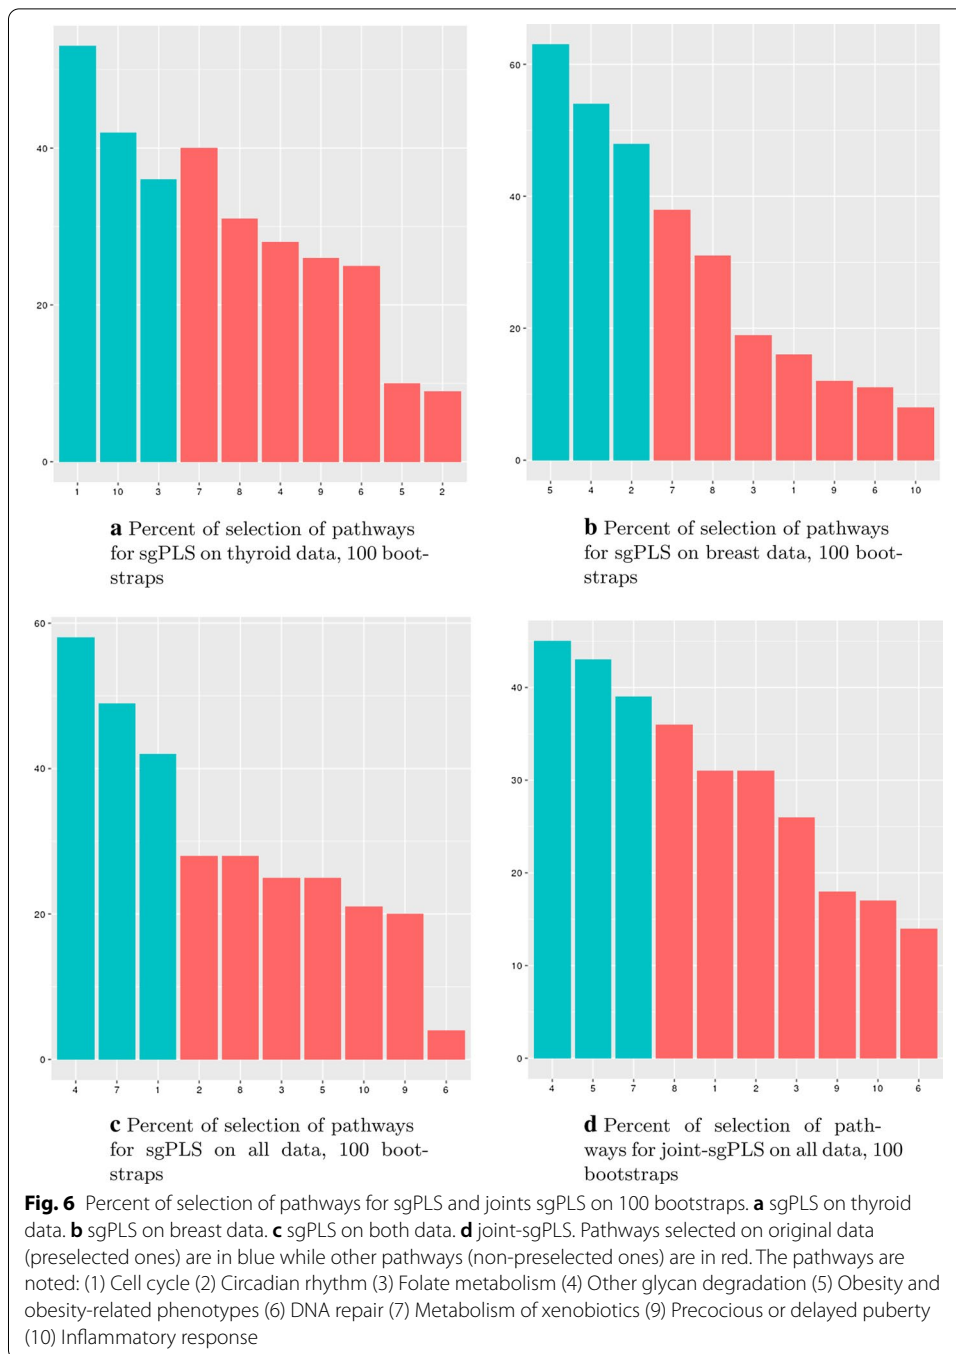 40
20
0
1 10 3 7 8 4 9 6 5 2
a Percent of selection of pathways
for sgPLS on thyroid data, 100 boot-
straps
60
40
20
0
5 4 2 7 8 3 1 9 6 10
b Percent of selection of pathways
for sgPLS on breast data, 100 boot-
straps
60
40
20
0
4 7 1 2 8 3 5 10 9 6
c Percent of selection of pathways
for sgPLS on all data, 100 boot-
straps
40
30
20
10
0
4 5 7 8 1 2 3 9 10 6
d Percent of selection of path-
ways for joint-sgPLS on all data, 100
bootstraps
Fig. 6 Percent of selection of pathways for sgPLS and joints sgPLS on 100 bootstraps. a sgPLS on thyroid
data. b sgPLS on breast data. c sgPLS on both data. d joint-sgPLS. Pathways selected on original data
(preselected ones) are in blue while other pathways (non-preselected ones) are in red. The pathways are
noted: (1) Cell cycle (2) Circadian rhythm (3) Folate metabolism (4) Other glycan degradation (5) Obesity and
obesity-related phenotypes (6) DNA repair (7) Metabolism of xenobiotics (9) Precocious or delayed puberty
(10) Inflammatory response